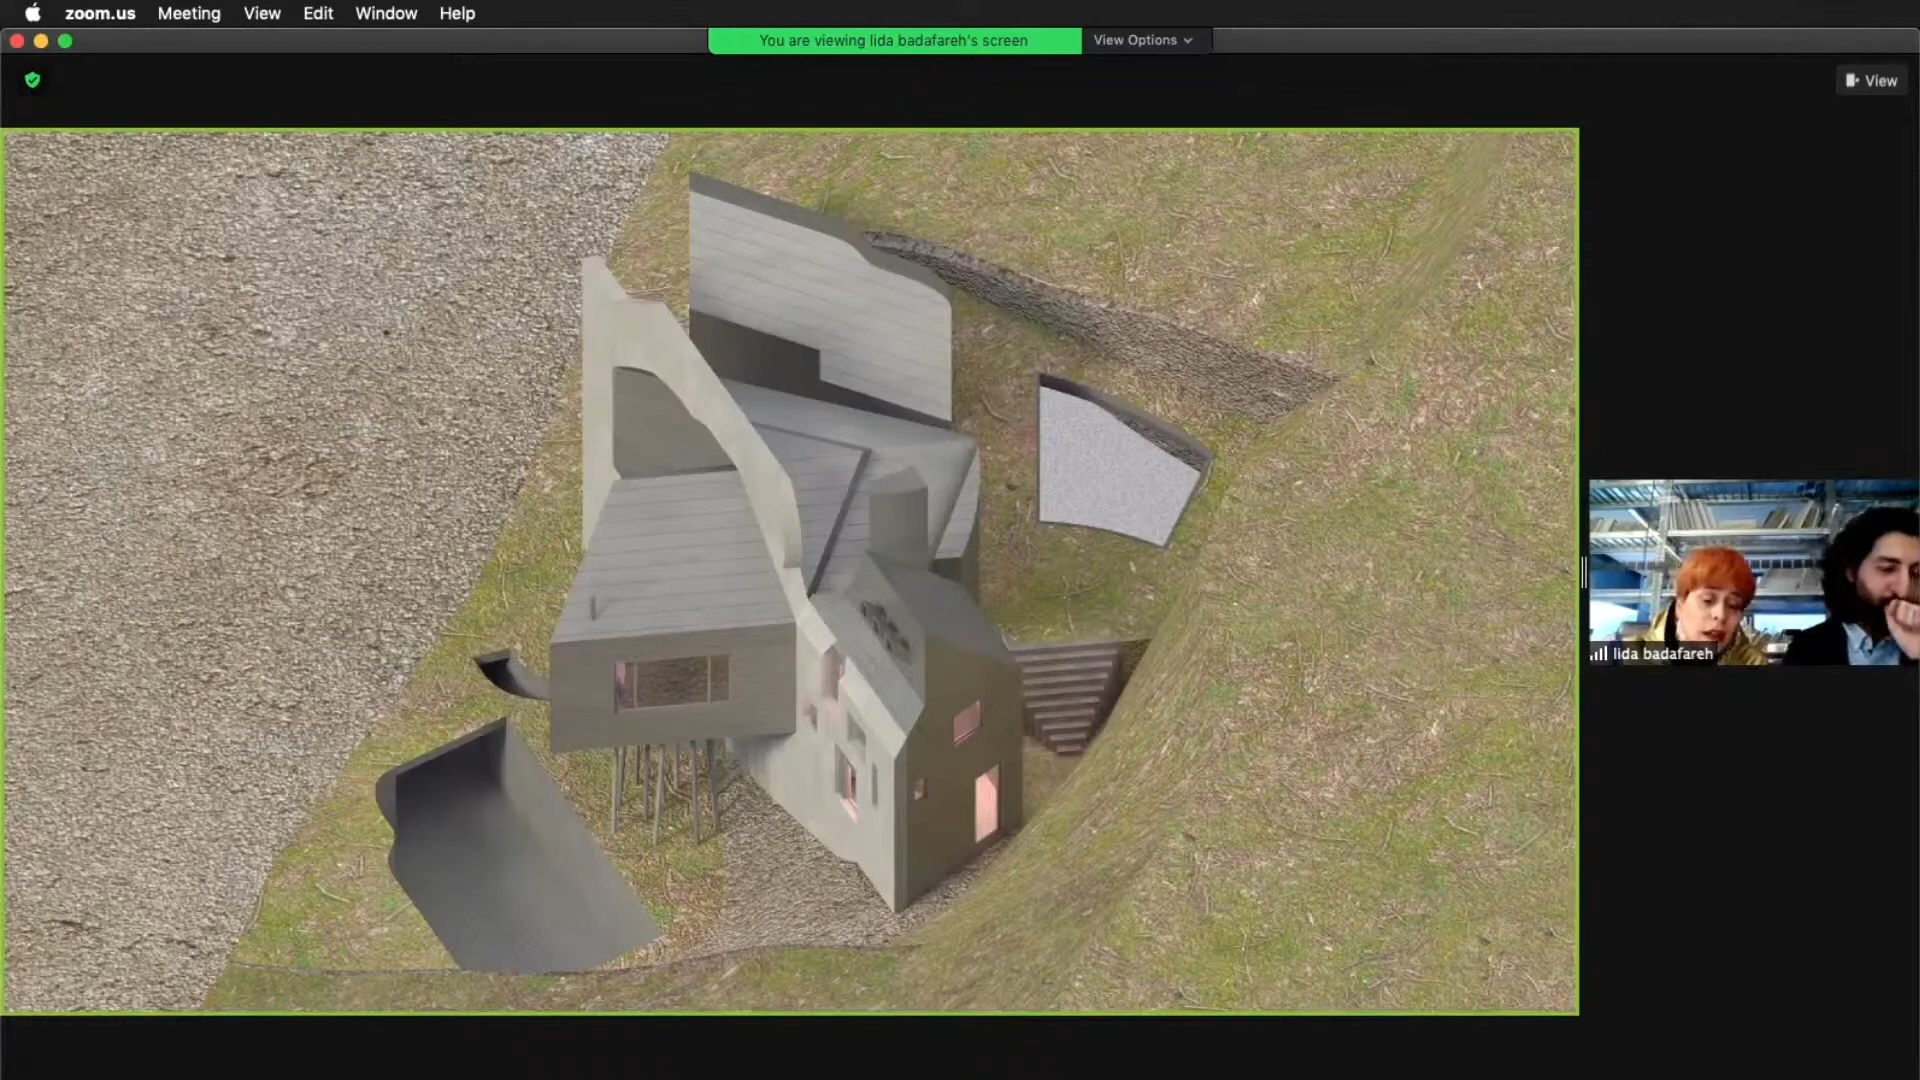 zoom.us Meeting View Edit Window Help
You are viewing lida badafareh's screen View Options
View
lida badafareh